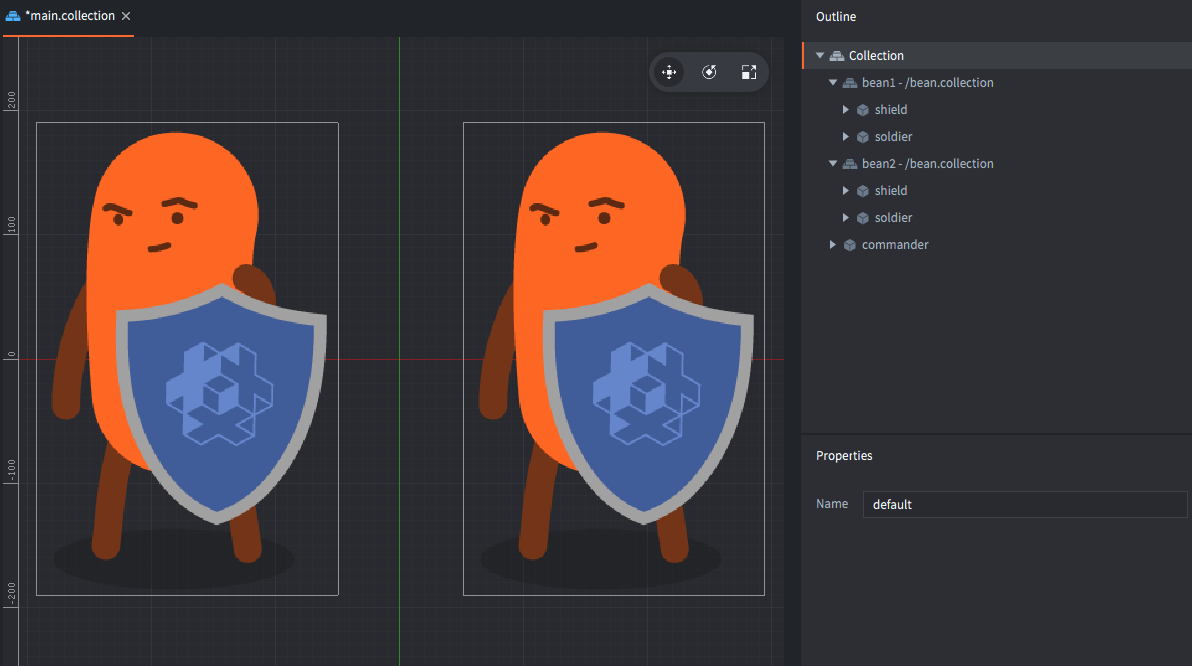 *main.collection
Outline
Collection
bean1 - /bean.collection
shield
soldier
bean2 - /bean.collection
shield
soldier
commander
Properties
Name
default
200
100
0
-100
-200